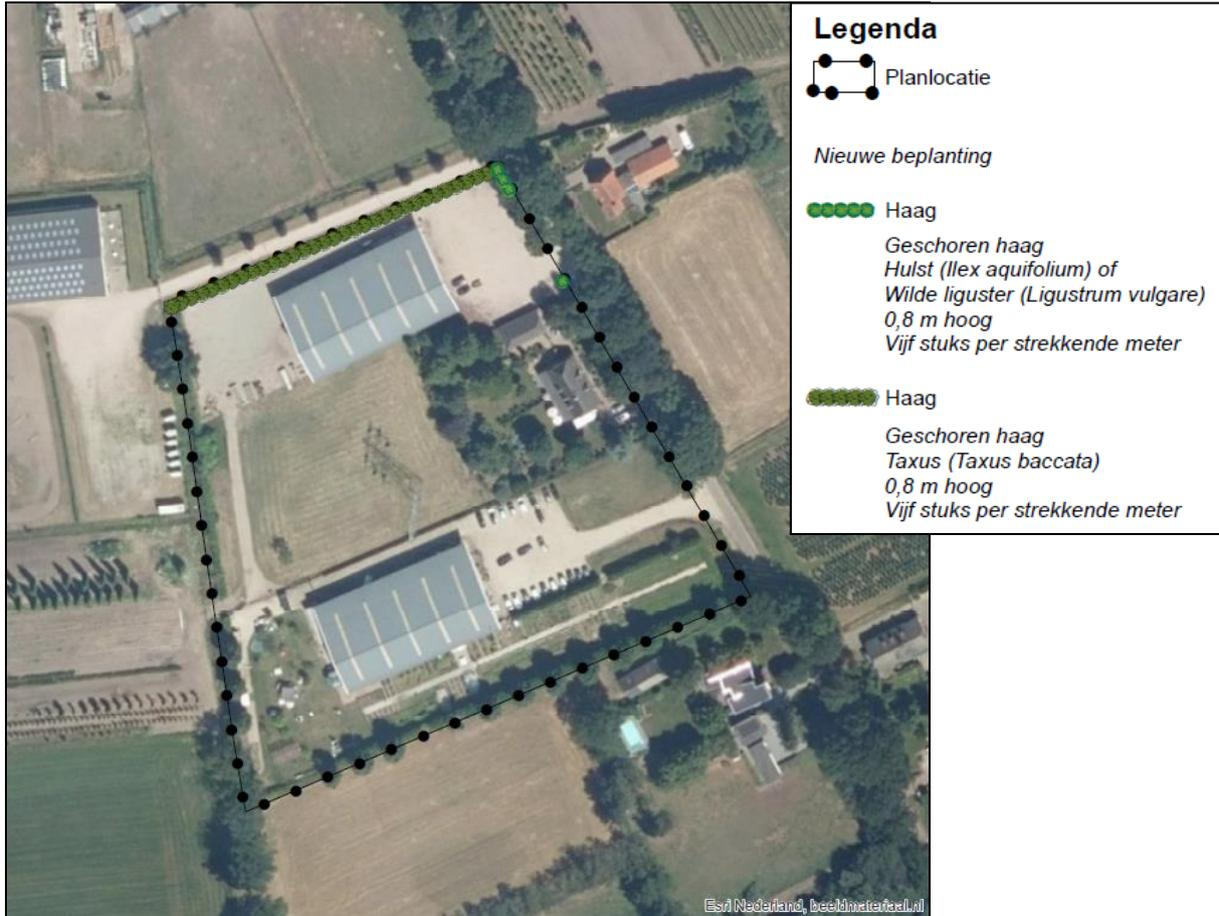 Legenda
Planlocatie
Nieuwe beplanting
Haag
Geschoren haag
Hulst (Ilex aquifolium) of
Wilde liguster (Ligustrum vulgare)
0,8 m hoog
Vijf stuks per strekkende meter
Haag
Geschoren haag
Taxus (Taxus baccata)
0,8 m hoog
Vijf stuks per strekkende meter
Esri Nederland, beeldmateriaal.nl